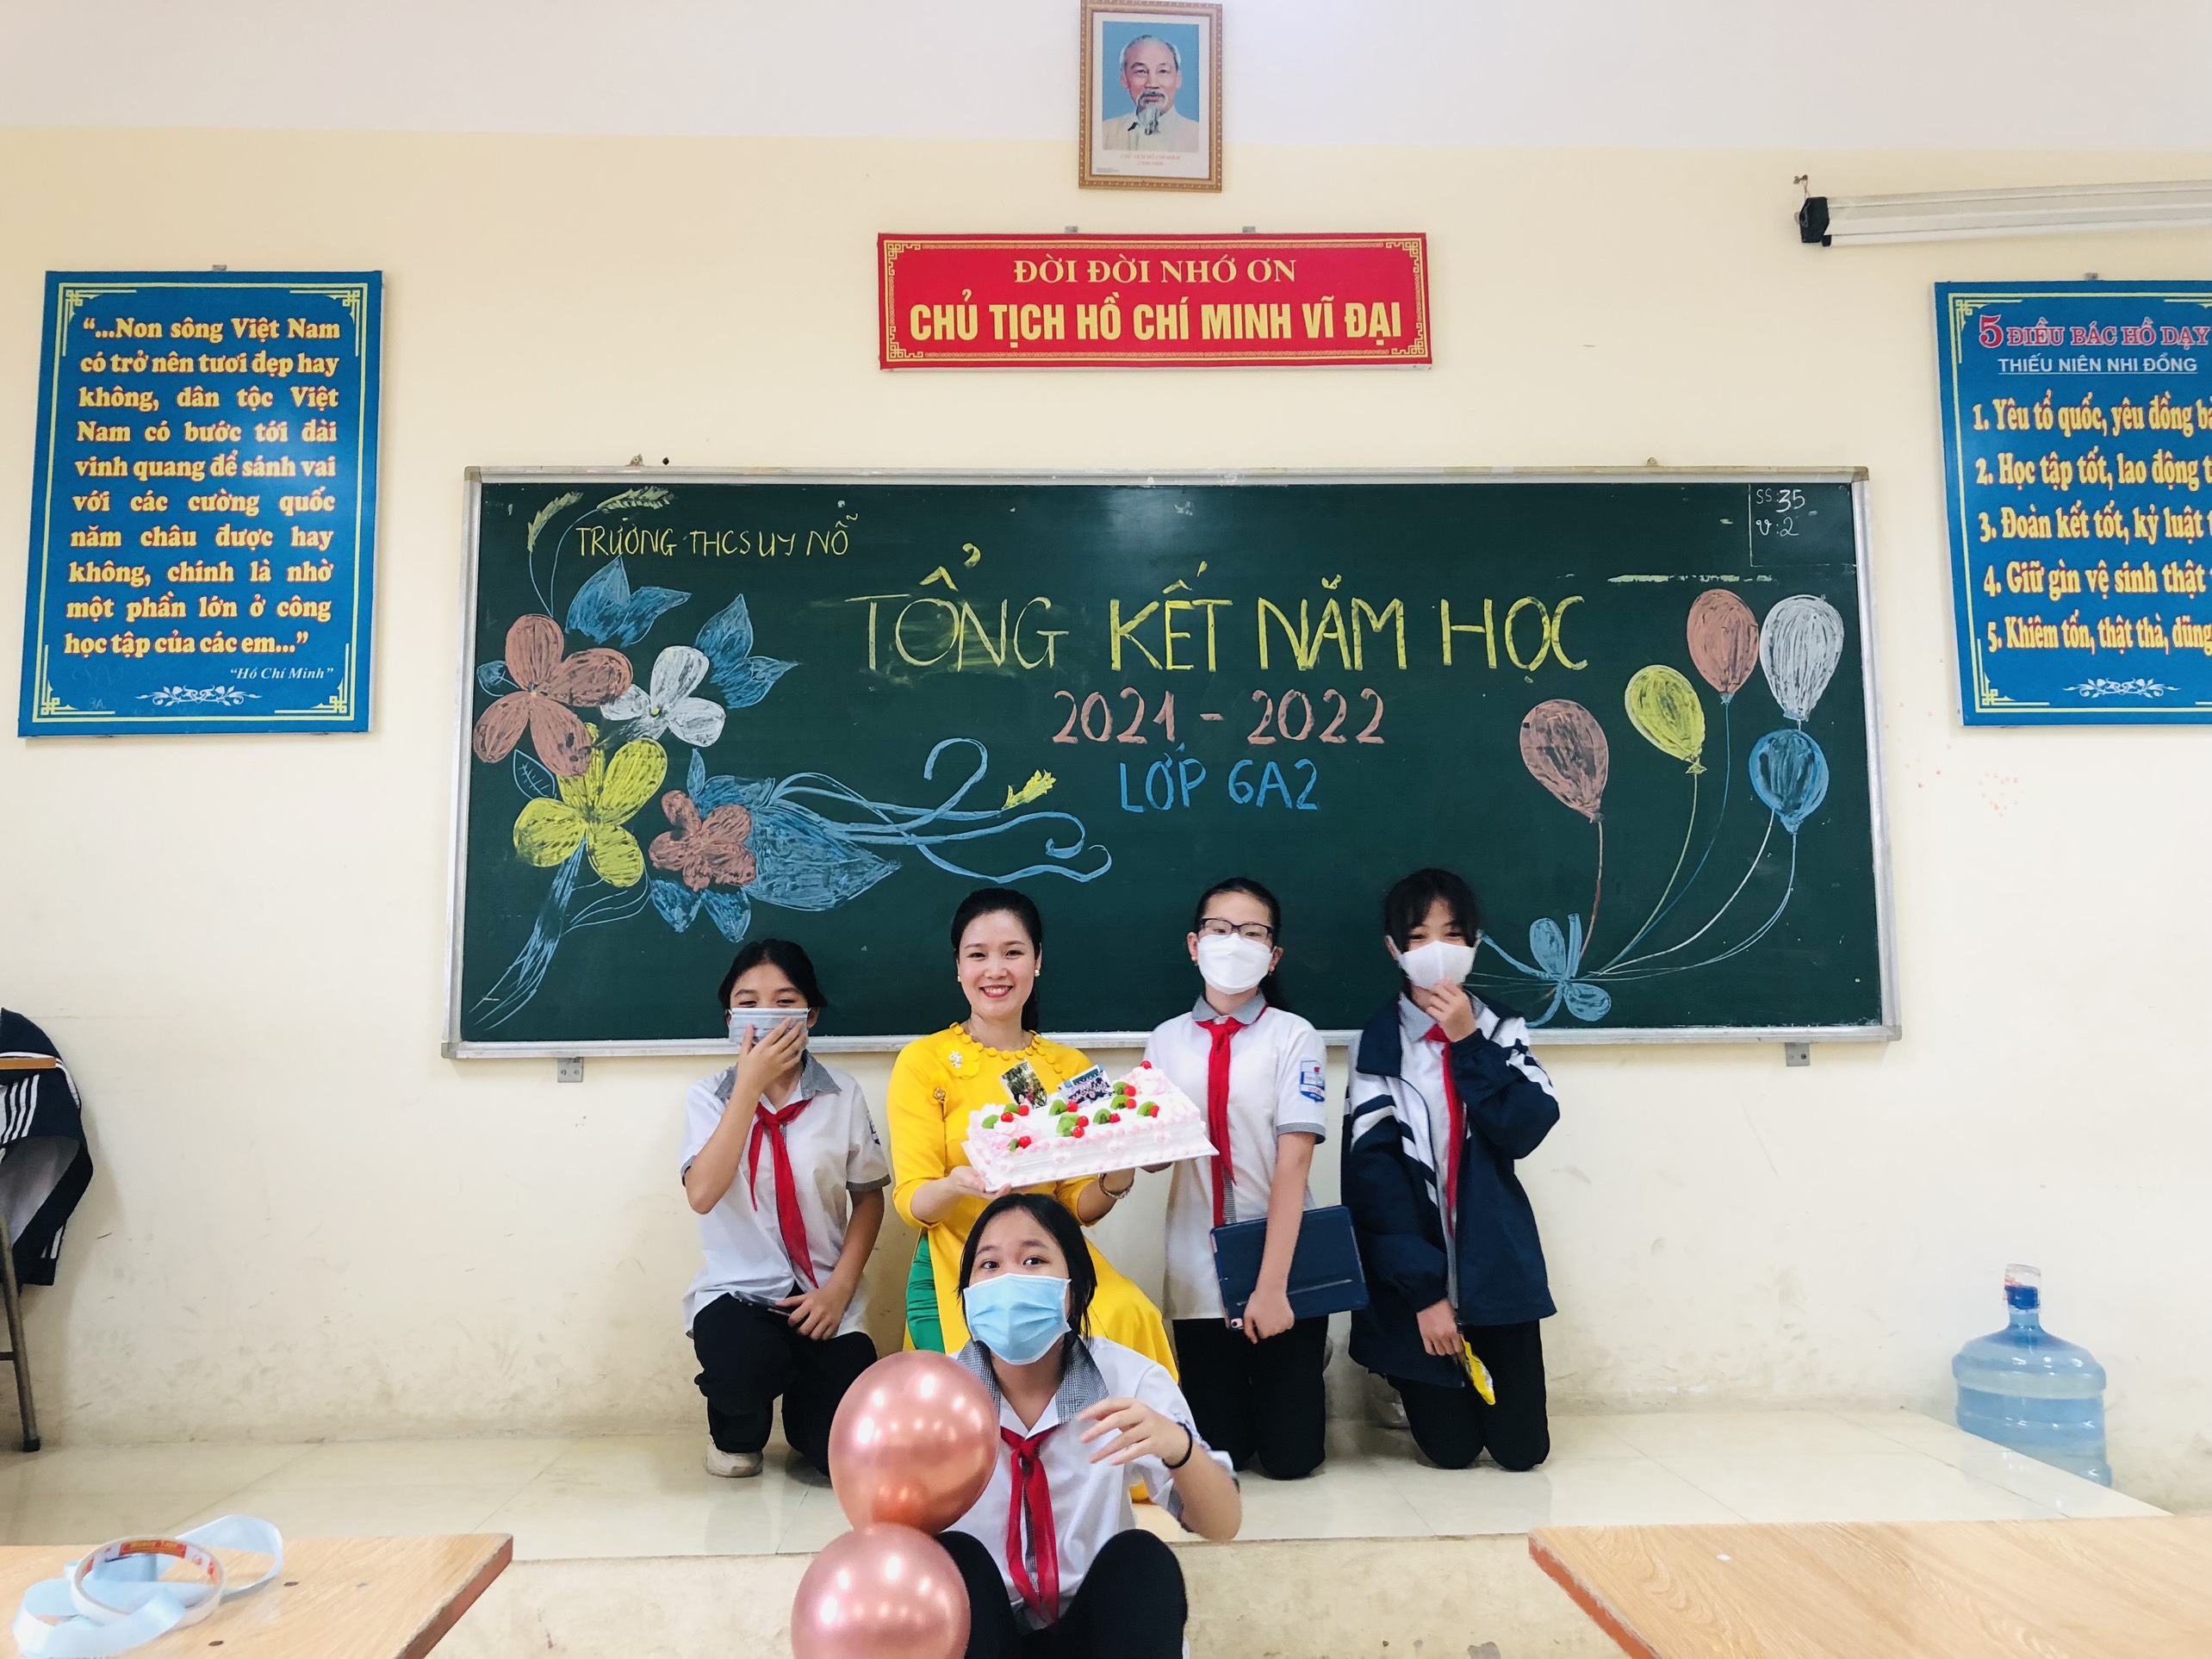 CHỦ TỊCH HỒ CHÍ MINH
ĐỜI ĐỜI NHỚ ƠN
CHỦ TỊCH HỒ CHÍ MINH VĨ ĐẠI
“...Non sông Việt Nam
có trở nên tươi đẹp hay
không, dân tộc Việt
Nam có bước tới đài
vinh quang để sánh vai
với các cường quốc
năm châu được hay
không, chính là nhờ
một phần lớn ở công
học tập của các em...”
“Hồ Chí Minh”
5 ĐIỀU BÁC HỒ DẠY
THIẾU NIÊN NHI ĐỒNG
1. Yêu tổ quốc, yêu đồng
2. Học tập tốt, lao động
3. Đoàn kết tốt, kỷ luật
4. Giữ gìn vệ sinh thật
5. Khiêm tốn, thật thà, dũng
TRƯỜNG THCS UY NỖ
SS: 35
V: 2
TỔNG KẾT NĂM HỌC
2021 - 2022
LỚP 6A2